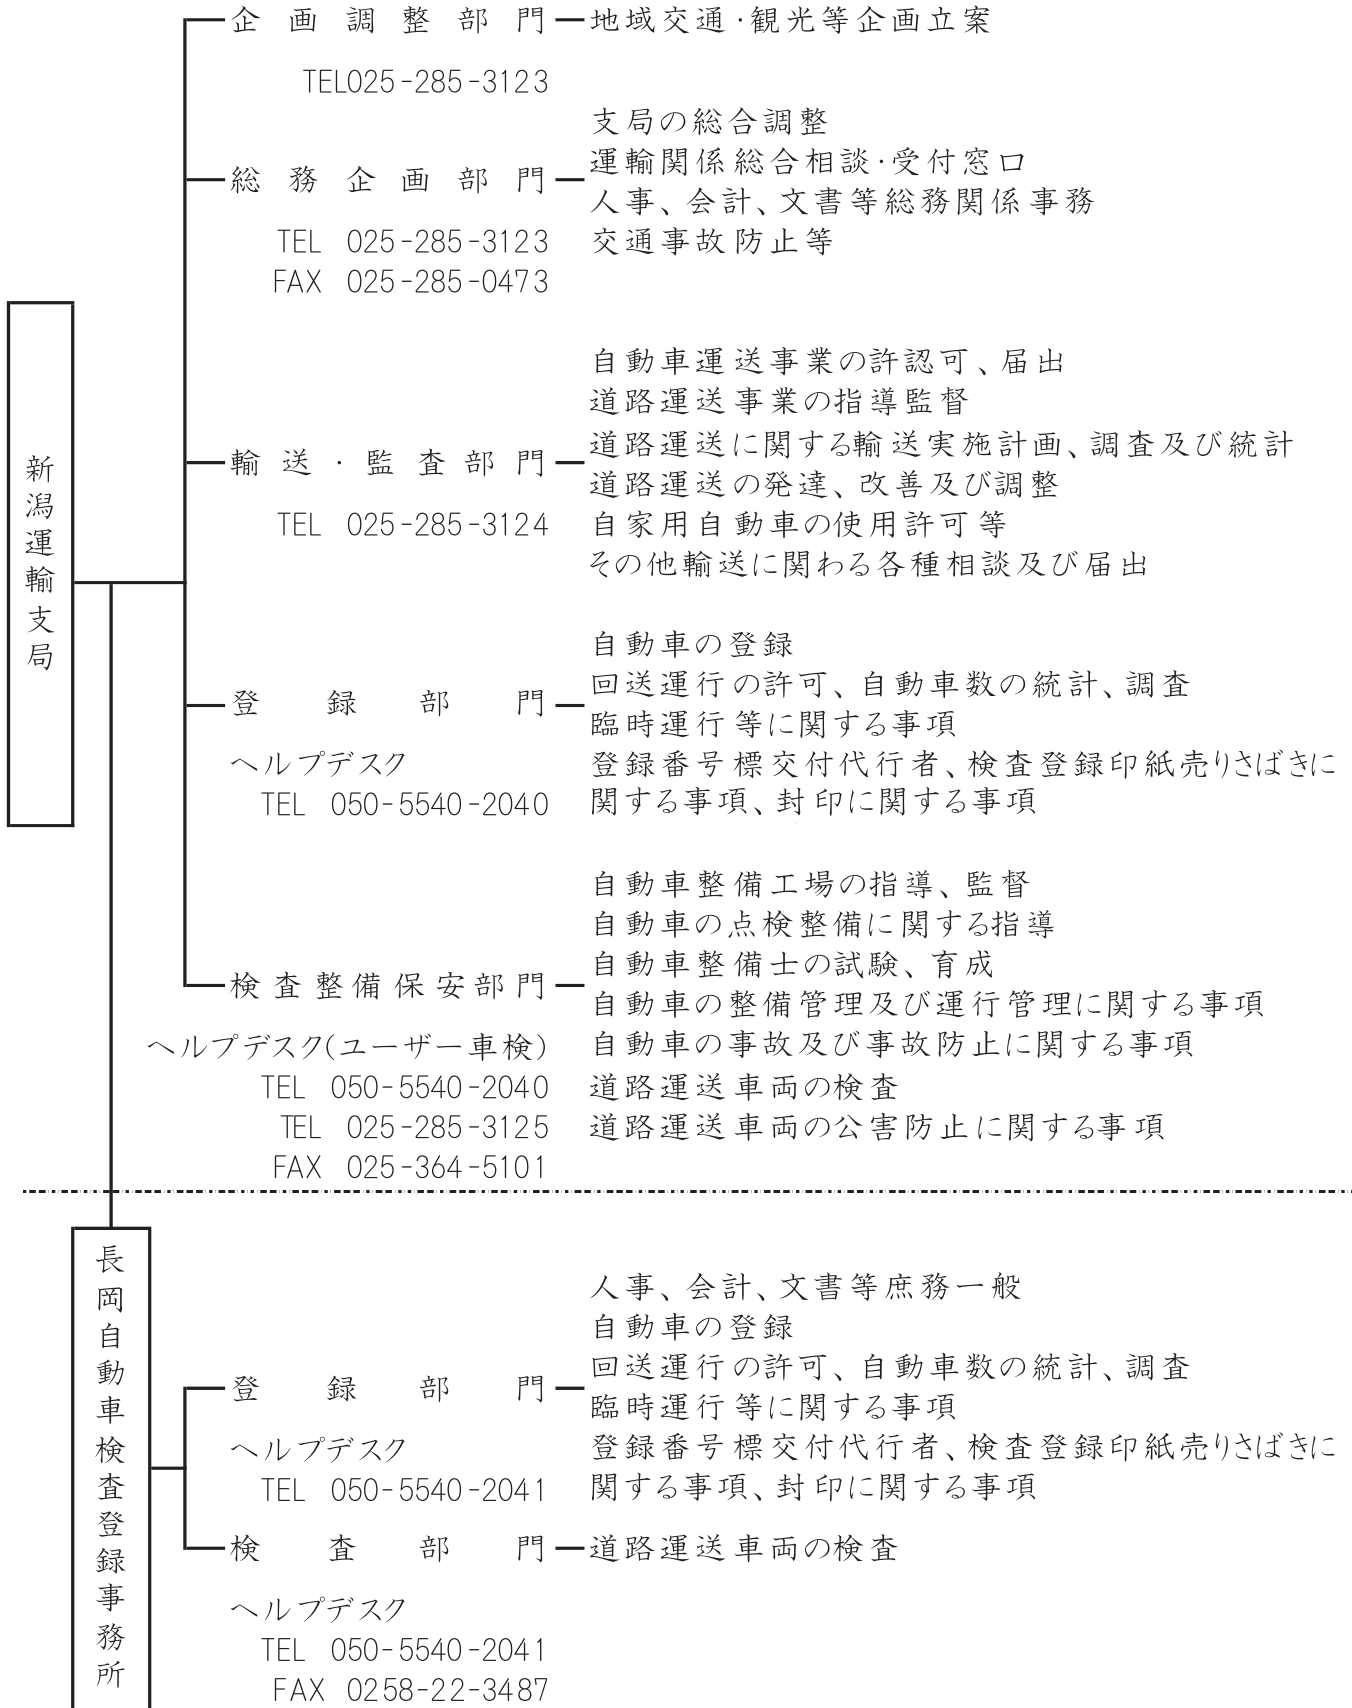 新潟運輸支局
企画調整部門
地域交通・観光等企画立案
TEL025-285-3123
総務企画部門
支局の総合調整
運輸関係総合相談・受付窓口
人事、会計、文書等総務関係事務
交通事故防止等
TEL 025-285-3123
FAX 025-285-0473
輸送・監査部門
自動車運送事業の許認可、届出
道路運送事業の指導監督
道路運送に関する輸送実施計画、調査及び統計
道路運送の発達、改善及び調整
自家用自動車の使用許可等
その他輸送に関わる各種相談及び届出
TEL 025-285-3124
登録部門
自動車の登録
回送運行の許可、自動車数の統計、調査
臨時運行等に関する事項
登録番号標交付代行者、検査登録印紙売りさばきに
関する事項、封印に関する事項
ヘルプデスク
TEL 050-5540-2040
検査整備保安部門
自動車整備工場の指導、監督
自動車の点検整備に関する指導
自動車整備士の試験、育成
自動車の整備管理及び運行管理に関する事項
自動車の事故及び事故防止に関する事項
道路運送車両の検査
道路運送車両の公害防止に関する事項
ヘルプデスク(ユーザー車検)
TEL 050-5540-2040
TEL 025-285-3125
FAX 025-364-5101
長岡自動車検査登録事務所
登録部門
人事、会計、文書等庶務一般
自動車の登録
回送運行の許可、自動車数の統計、調査
臨時運行等に関する事項
登録番号標交付代行者、検査登録印紙売りさばきに
関する事項、封印に関する事項
ヘルプデスク
TEL 050-5540-2041
検査部門
道路運送車両の検査
ヘルプデスク
TEL 050-5540-2041
FAX 0258-22-3487